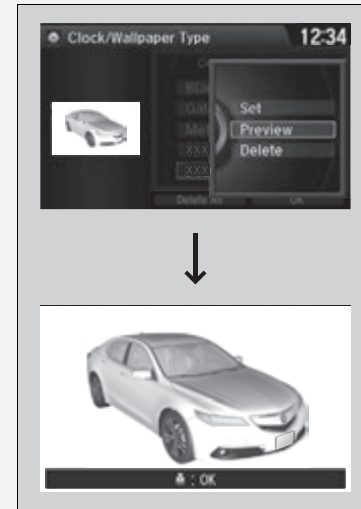 Clock/Wallpaper Type
12:34
Set
Preview
Delete
XXX
XXX
Delete All
OK
: OK